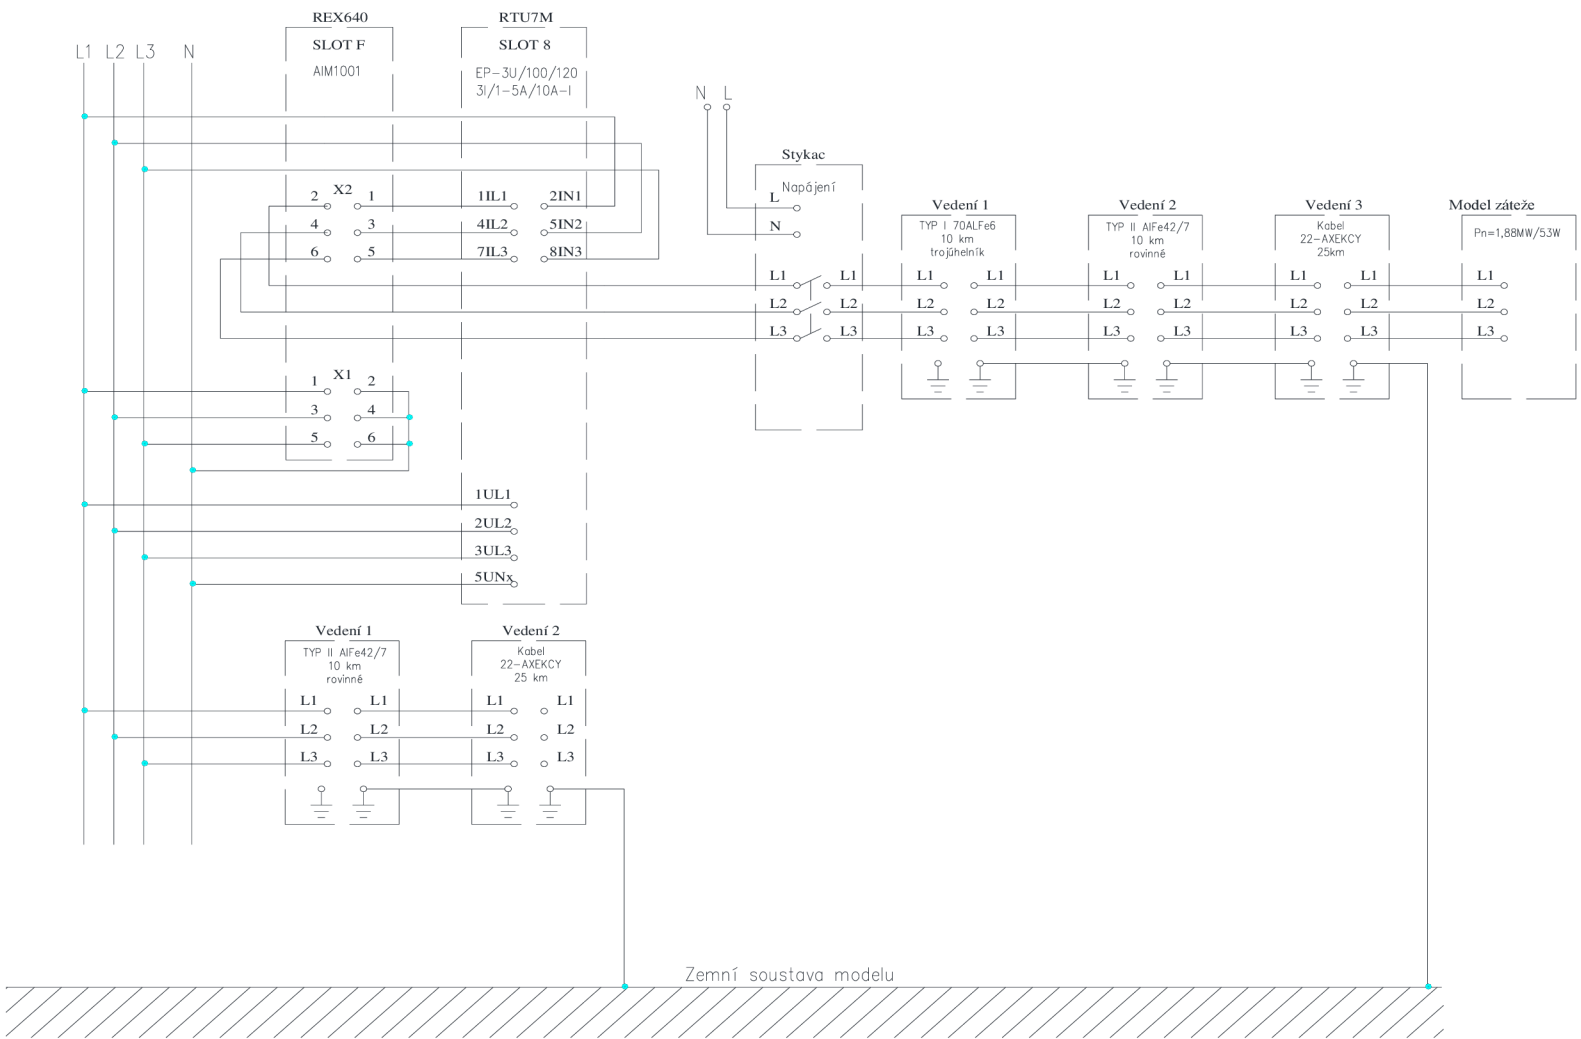 REX640
SLOT F
AIM1001
RTU7M
SLOT 8
EP-3U/100/120
3I/1-5A/10A-I
L1 L2 L3 N
N L
Stykac
Napájení
L
N
L1 L1
L2 L2
L3 L3
X2
2 1
4 3
6 5
1IL1 2IN1
4IL2 5IN2
7IL3 8IN3
Vedení 1
TYP I 70ALFe6
10 km
trojúhelník
L1 L1
L2 L2
L3 L3
Vedení 2
TYP II AlFe42/7
10 km
rovinné
L1 L1
L2 L2
L3 L3
Vedení 3
Kabel
22-AXEKCY
25km
L1 L1
L2 L2
L3 L3
Model záteže
Pn=1,88MW/53W
L1
L2
L3
X1
1 2
3 4
5 6
1UL1
2UL2
3UL3
5UNx
Vedení 1
TYP II AlFe42/7
10 km
rovinné
L1 L1
L2 L2
L3 L3
Vedení 2
Kabel
22-AXEKCY
25 km
L1 L1
L2 L2
L3 L3
Zemní soustava modelu